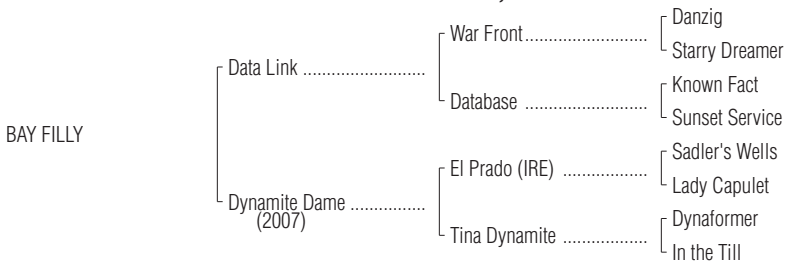 Danzig
War Front..............................
Starry Dreamer
Data Link ..............................
Known Fact
Database ..............................
Sunset Service
BAY FILLY
Sadler's Wells
El Prado (IRE) ....................
Lady Capulet
Dynamite Dame ...................
(2007)
Dynaformer
Tina Dynamite .....................
In the Till